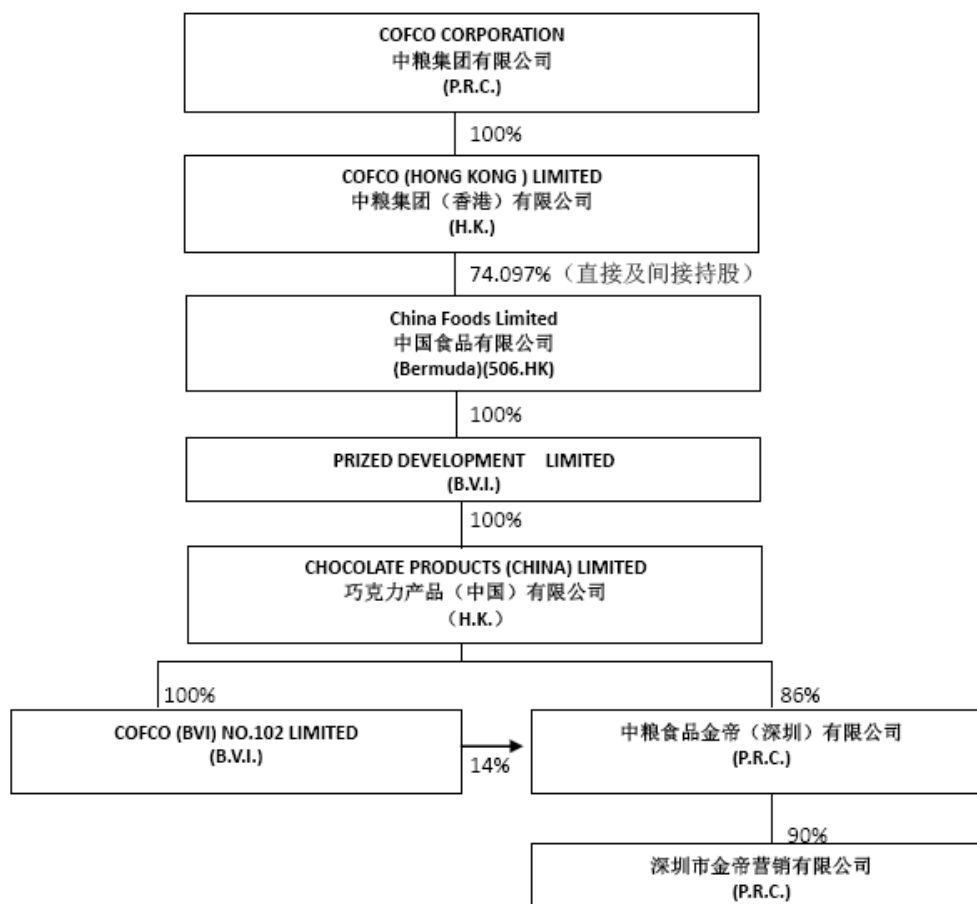 COFCO CORPORATION
中粮集团有限公司
(P.R.C.)
100%
COFCO (HONG KONG ) LIMITED
中粮集团（香港）有限公司
(H.K.)
74.097%（直接及间接持股）
China Foods Limited
中国食品有限公司
(Bermuda)(506.HK)
100%
PRIZED DEVELOPMENT LIMITED
(B.V.I.)
100%
CHOCOLATE PRODUCTS (CHINA) LIMITED
巧克力产品（中国）有限公司
（H.K.）
100%
86%
COFCO (BVI) NO.102 LIMITED
(B.V.I.)
14%
中粮食品金帝（深圳）有限公司
(P.R.C.)
90%
深圳市金帝营销有限公司
(P.R.C.)